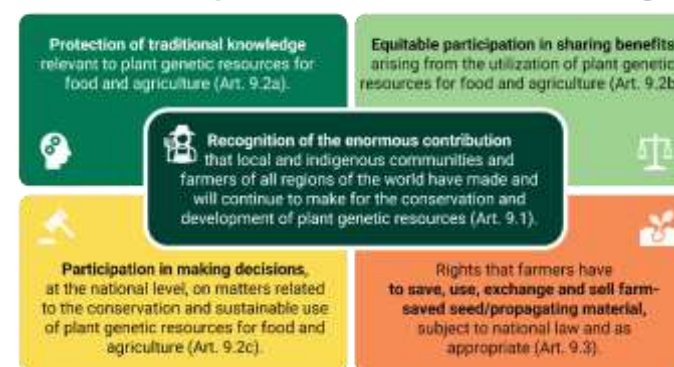 Protection of traditional knowledge
relevant to plant genetic resources for
food and agriculture (Art. 9.2a).
Equitable participation in sharing benefits
arising from the utilization of plant genetic
resources for food and agriculture (Art. 9.2b
Recognition of the enormous contribution
that local and indigenous communities and
farmers of all regions of the world have made and
will continue to make for the conservation and
development of plant genetic resources (Art. 9.1).
Participation in making decisions,
at the national level, on matters related
to the conservation and sustainable use
of plant genetic resources for food and
agriculture (Art. 9.2c).
Rights that farmers have
to save, use, exchange and sell farm-
saved seed/propagating material,
subject to national law and as
appropriate (Art. 9.3).